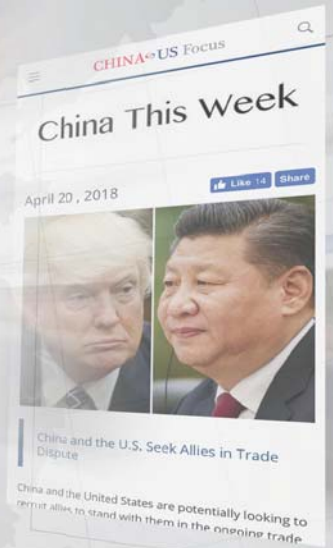 CHINA US Focus
China This Week
April 20 , 2018
Like 14 Share
China and the U.S. Seek Allies in Trade
Dispute
China and the United States are potentially looking to
recruit allies to stand with them in the ongoing trade